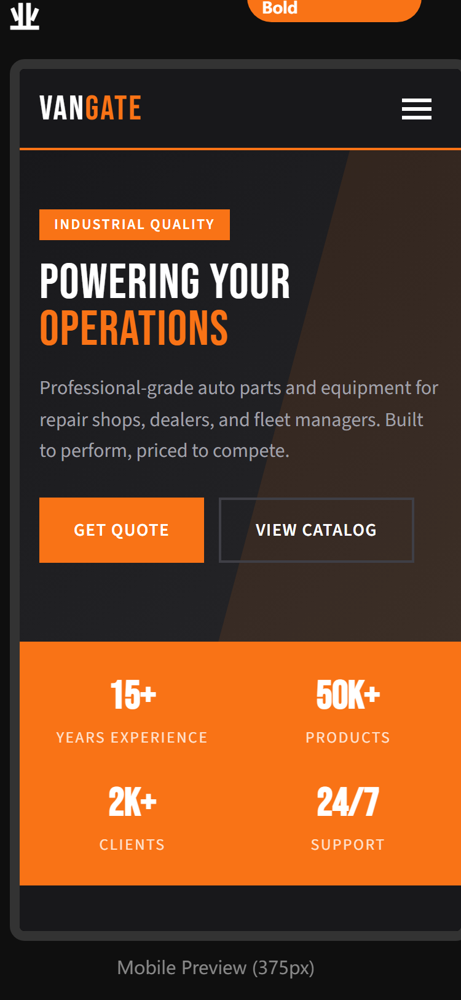 Bold
VANGATE
INDUSTRIAL QUALITY
POWERING YOUR
OPERATIONS
Professional-grade auto parts and equipment for
repair shops, dealers, and fleet managers. Built
to perform, priced to compete.
GET QUOTE
VIEW CATALOG
15+
YEARS EXPERIENCE
50K+
PRODUCTS
2K+
CLIENTS
24/7
SUPPORT
Mobile Preview (375px)